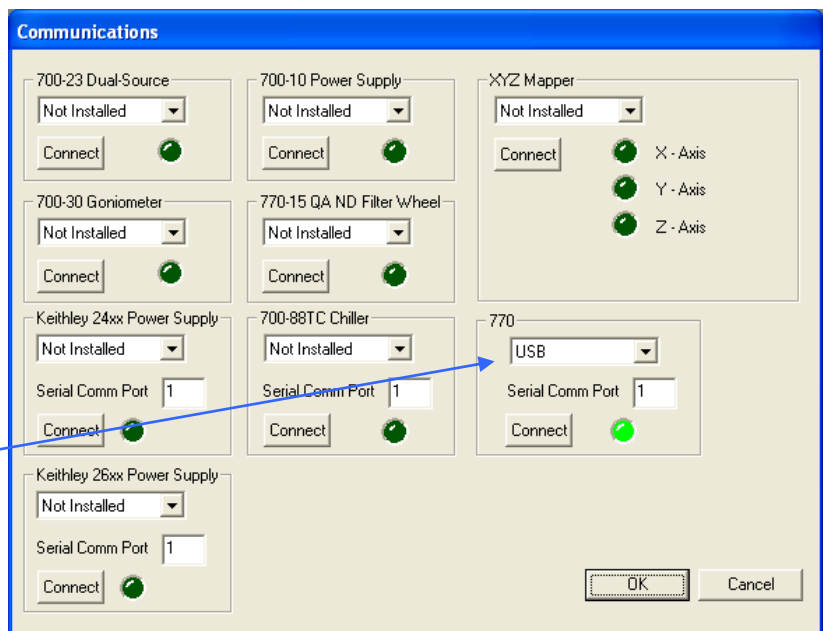 Communications
700-23 Dual-Source
Not Installed
Connect
700-10 Power Supply
Not Installed
Connect
XYZ Mapper
Not Installed
Connect
X - Axis
Y - Axis
Z - Axis
700-30 Goniometer
Not Installed
Connect
770-15 QA ND Filter Wheel
Not Installed
Connect
Keithley 24xx Power Supply
Not Installed
Serial Comm Port 1
Connect
700-88TC Chiller
Not Installed
Serial Comm Port 1
Connect
770
USB
Serial Comm Port 1
Connect
Keithley 26xx Power Supply
Not Installed
Serial Comm Port 1
Connect
OK
Cancel